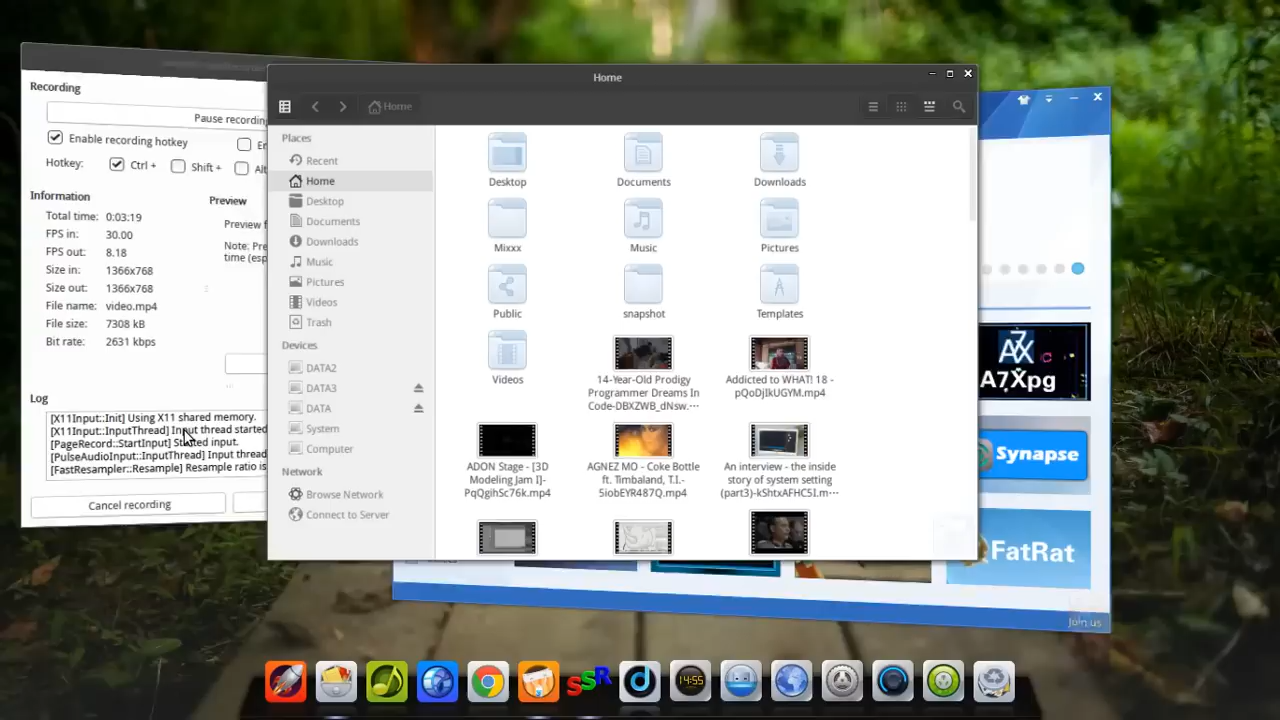 Recording
Pause recording
Enable recording hotkey
Hotkey: Ctrl + Shift + Alt
Information
Total time: 0:03:19
FPS in: 30.00
FPS out: 8.18
Size in: 1366x768
Size out: 1366x768
File name: video.mp4
File size: 7308 kB
Bit rate: 2631 kbps
Preview
Preview f
Note: Pre
time (esp
Log
[X11Input::Init] Using X11 shared memory.
[X11Input::InputThread] Input thread started
[PageRecord::StartInput] Started input.
[PulseAudioInput::InputThread] Input thread
[FastResampler::Resample] Resample ratio is
Cancel recording
Home
Home
Places
Recent
Home
Desktop
Documents
Downloads
Music
Pictures
Videos
Trash
Devices
DATA2
DATA3
DATA
System
Computer
Network
Browse Network
Connect to Server
Desktop
Documents
Downloads
Mixxx
Music
Pictures
Public
snapshot
Templates
Videos
14-Year-Old Prodigy
Programmer Dreams In
Code-DBXZWB_dNsw.···
Addicted to WHAT! 18 -
pQoDjIkUGYM.mp4
ADON Stage - [3D
Modeling Jam I]-
PqQgihSc76k.mp4
AGNEZ MO - Coke Bottle
ft. Timbaland, T.I.-
5iobEYR487Q.mp4
An interview - the inside
story of system setting
(part3)-kShtxAFHC5I.m···
A7X
A7Xpg
Synapse
FatRat
Join us
SSR
14:55